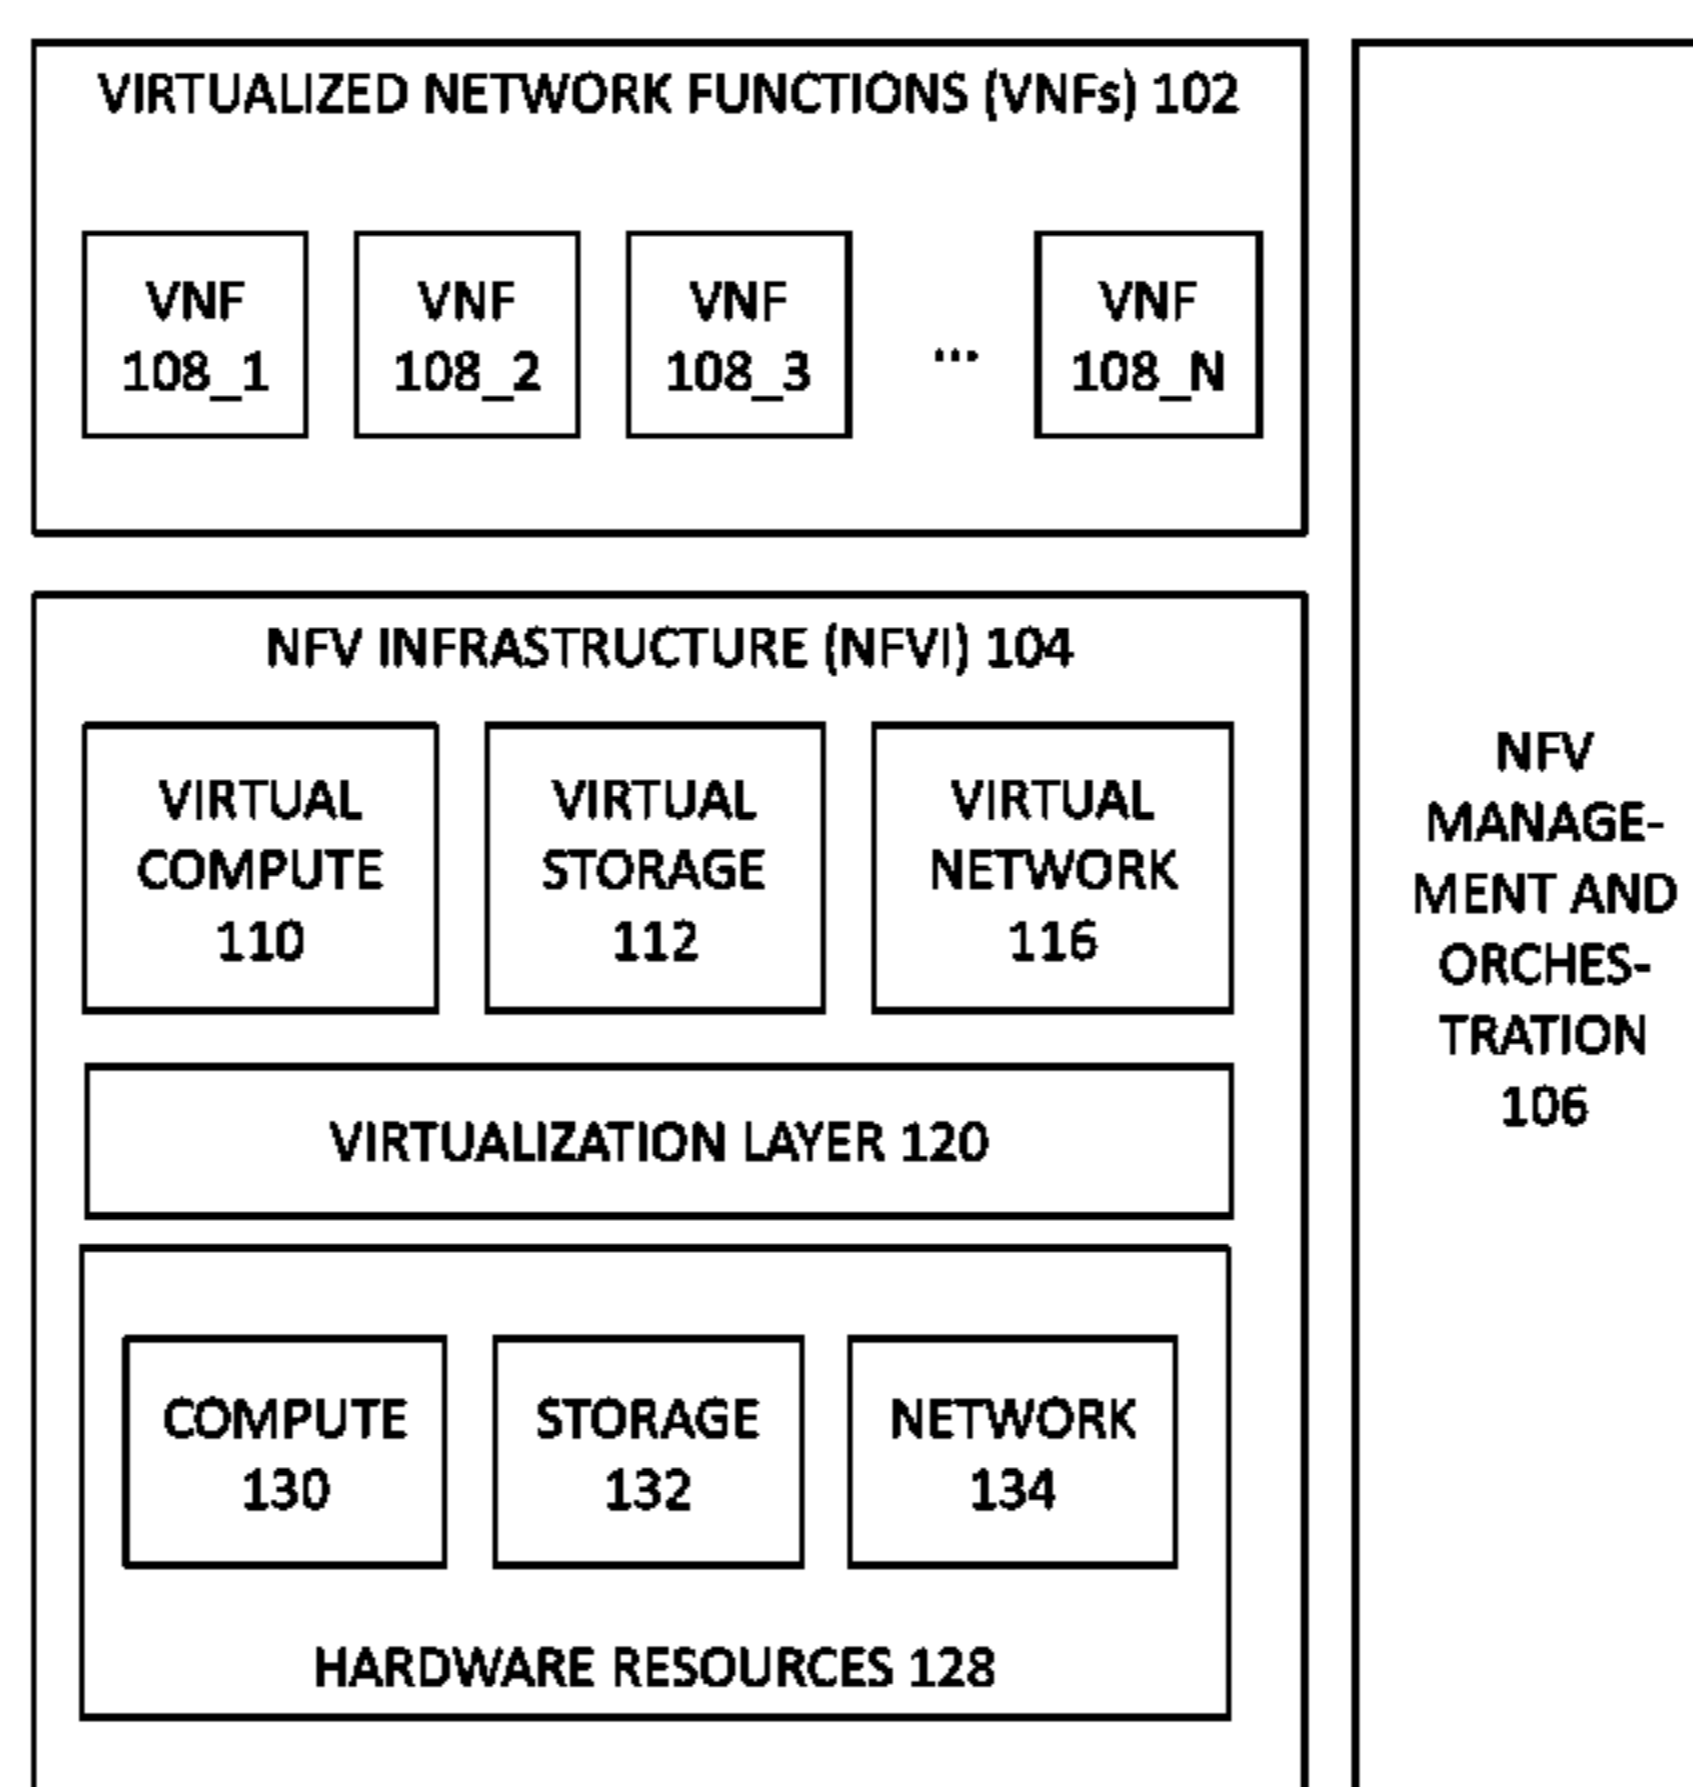 VIRTUALIZED NETWORK FUNCTIONS (VNFs) 102
VNF
108_1
VNF
108_2
VNF
108_3
...
VNF
108_N
NFV INFRASTRUCTURE (NFVI) 104
VIRTUAL
COMPUTE
110
VIRTUAL
STORAGE
112
VIRTUAL
NETWORK
116
VIRTUALIZATION LAYER 120
COMPUTE
130
STORAGE
132
NETWORK
134
HARDWARE RESOURCES 128
NFV
MANAGE-
MENT AND
ORCHES-
TRATION
106